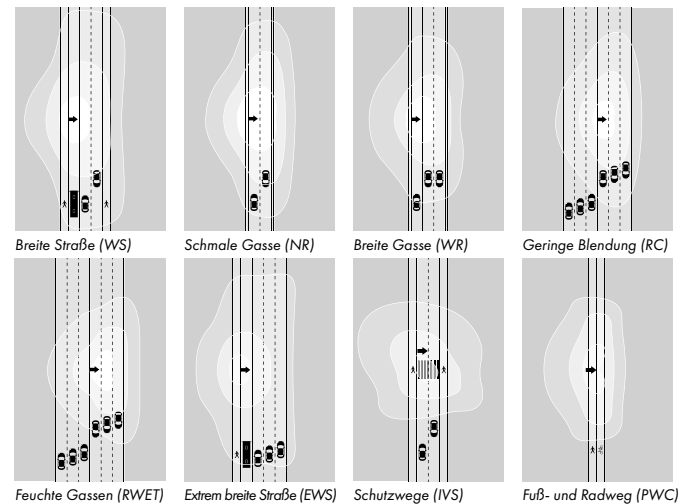 Breite Straße (WS)
Schmale Gasse (NR)
Breite Gasse (WR)
Geringe Blendung (RC)
Feuchte Gassen (RWET)
Extrem breite Straße (EWS)
Schutzwege (IVS)
Fuß- und Radweg (PWC)